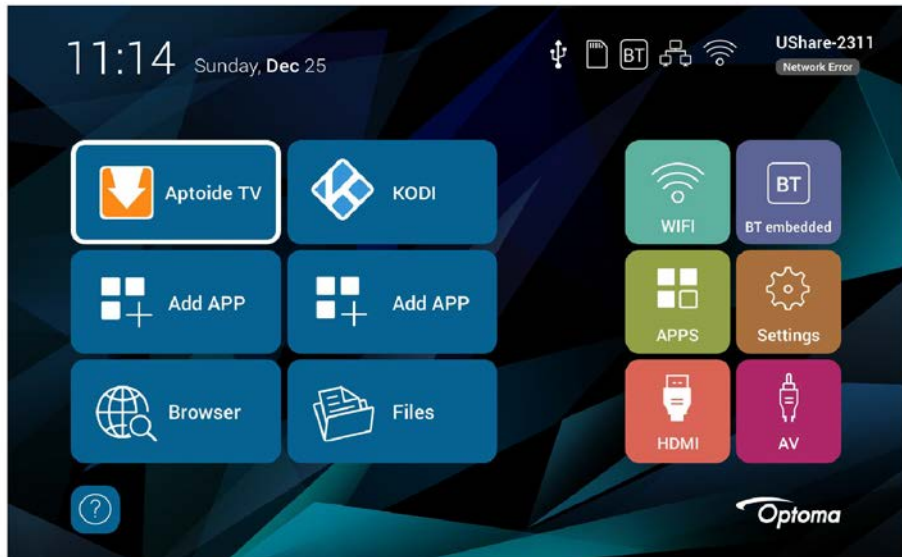 11:14 Sunday, Dec 25
BT
UShare-2311
Network Error
Aptoide TV
KODI
WIFI
BT
BT embedded
Add APP
Add APP
APPS
Settings
Browser
Files
HDMI
AV
?
Optoma